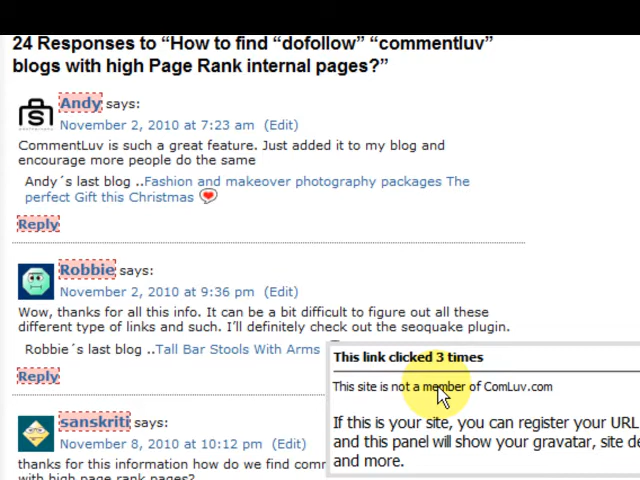 24 Responses to “How to find “dofollow” “commentluv”
blogs with high Page Rank internal pages?”
Andy says:
November 2, 2010 at 7:23 am (Edit)
CommentLuv is such a great feature. Just added it to my blog and
encourage more people do the same
Andy´s last blog ..Fashion and makeover photography packages The
perfect Gift this Christmas
Reply
Robbie says:
November 2, 2010 at 9:36 pm (Edit)
Wow, thanks for all this info. It can be a bit difficult to figure out all these
different type of links and such. I’ll definitely check out the seoquake plugin.
Robbie´s last blog ..Tall Bar Stools With Arms
This link clicked 3 times
Reply
This site is not a member of ComLuv.com
sanskriti says:
If this is your site, you can register your URL
November 8, 2010 at 10:12 pm (Edit)
and this panel will show your gravatar, site de
thanks for this information how do we find com
and more.
with high page rank pages?